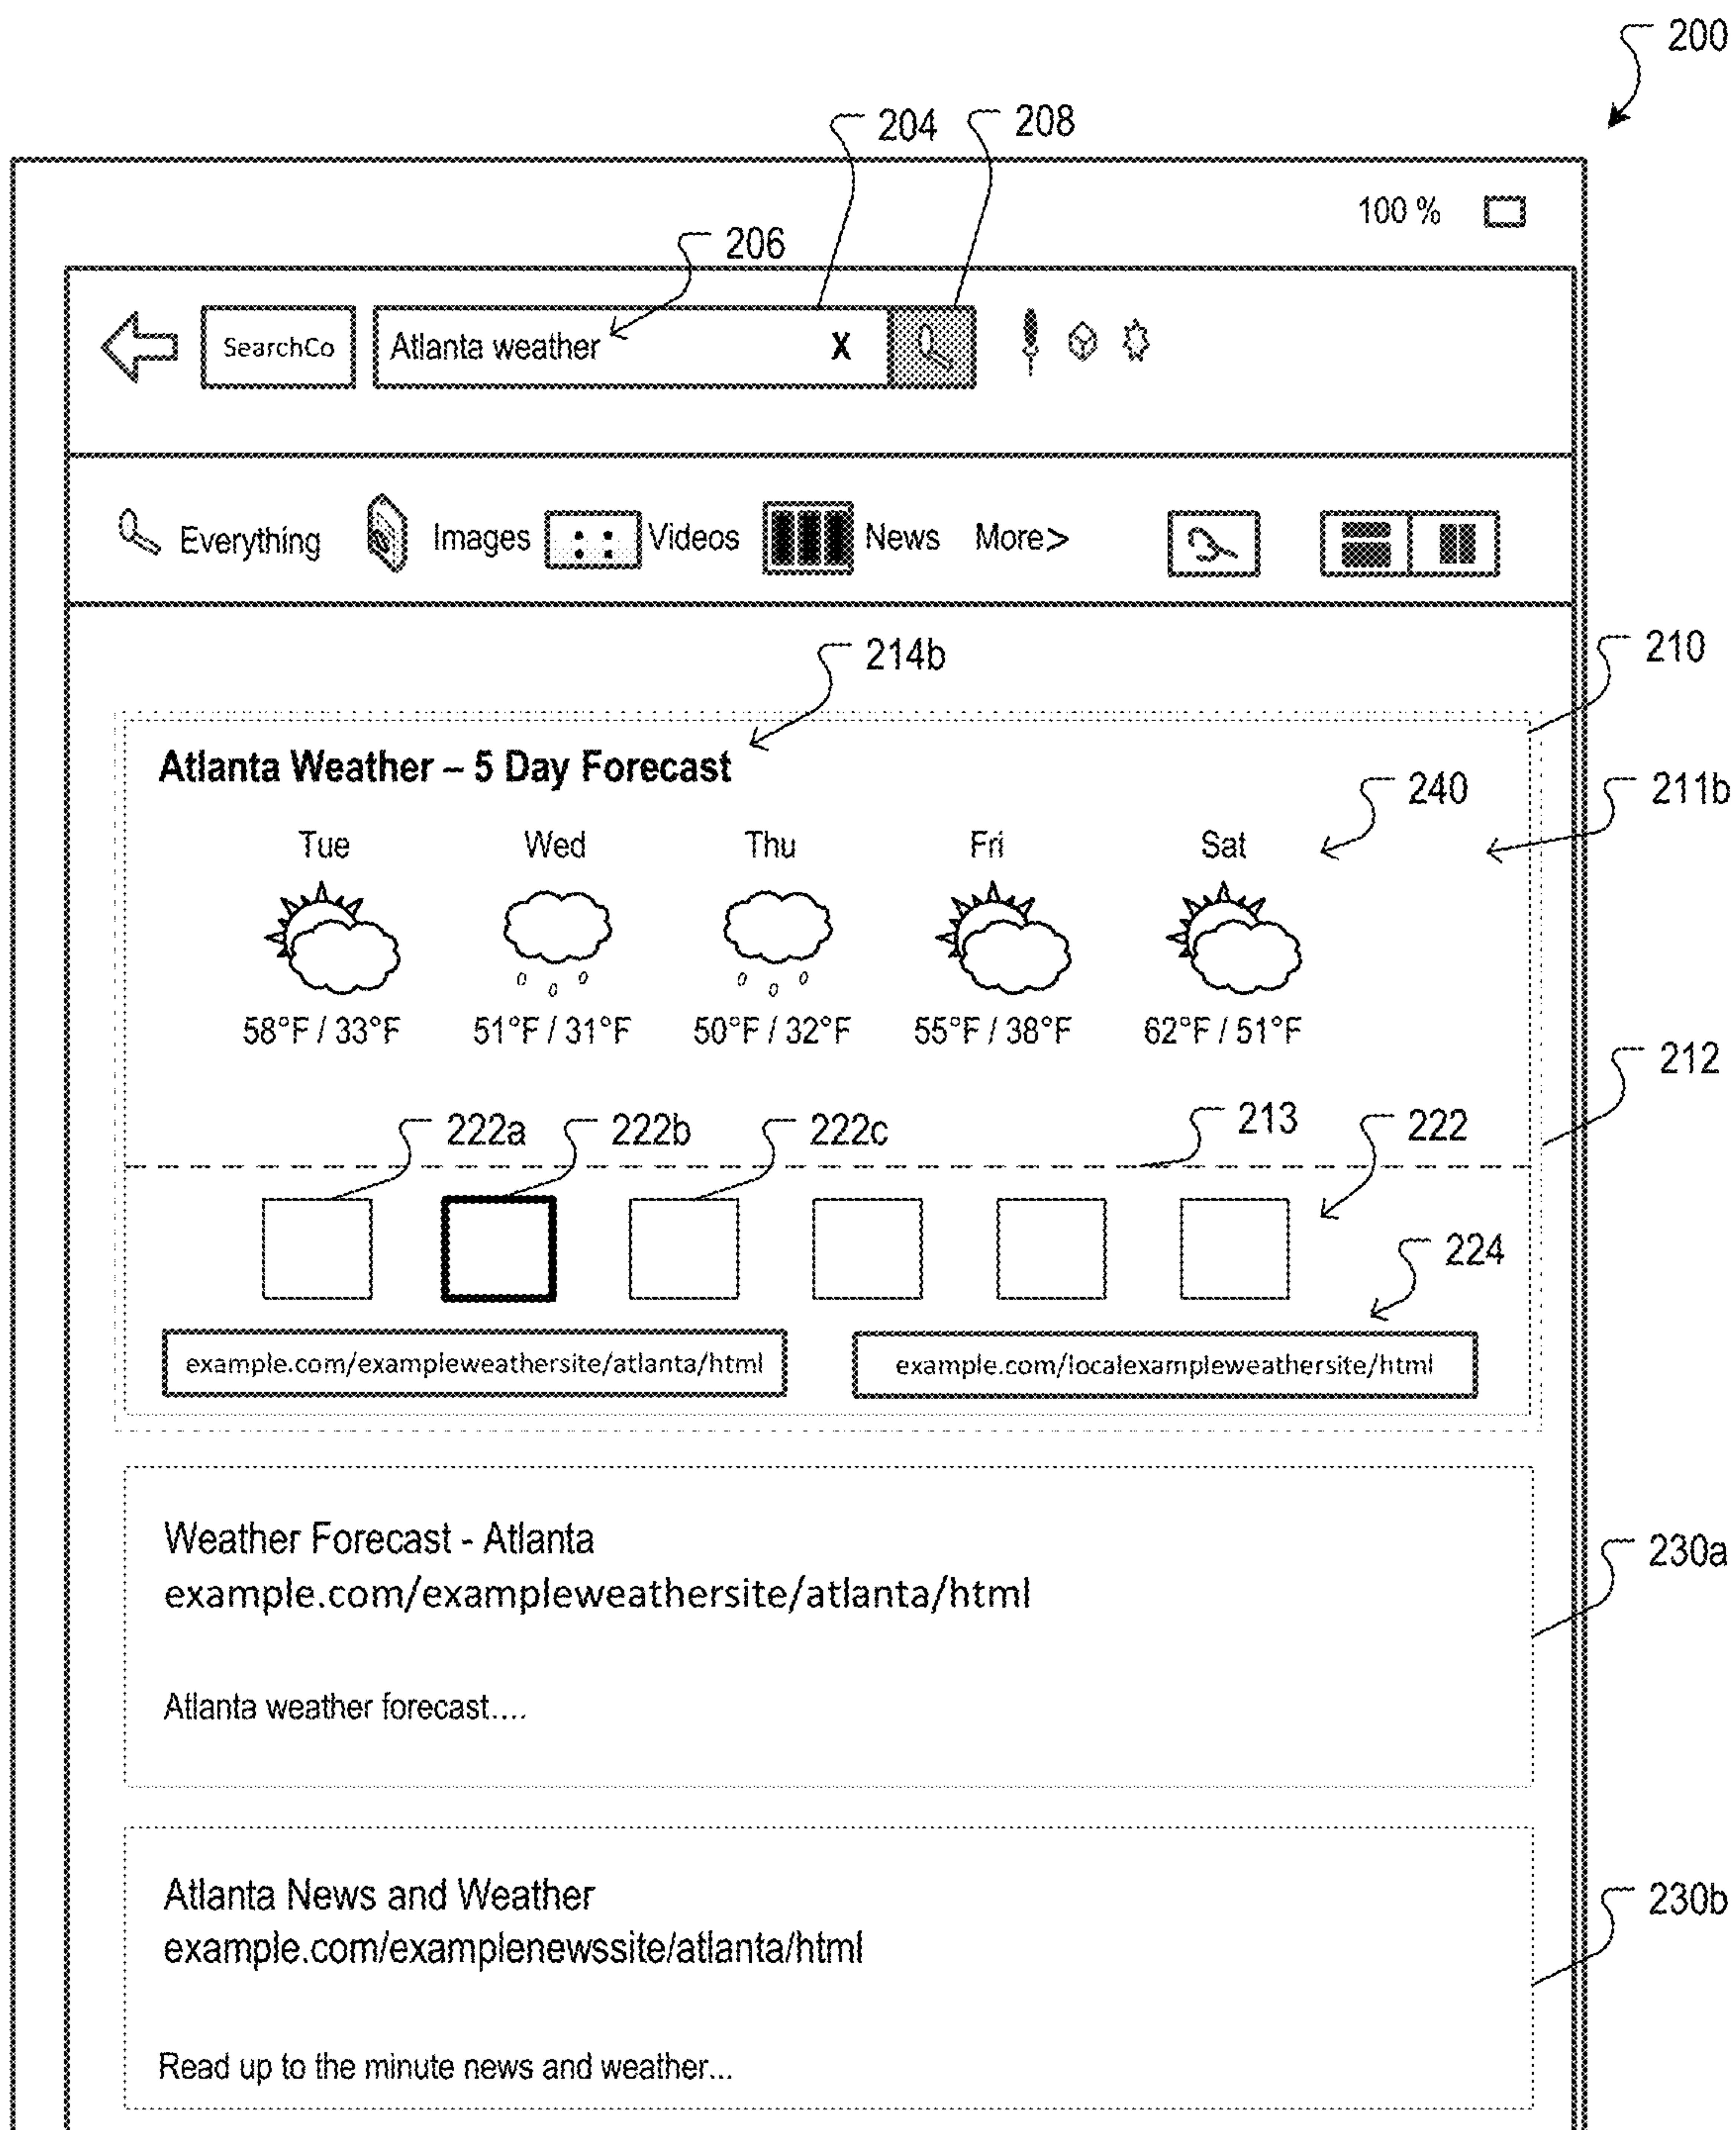 200
204 208
100 %
206
SearchCo Atlanta weather X
Everything Images Videos News More>
214b 210
Atlanta Weather – 5 Day Forecast
240 211b
Tue Wed Thu Fri Sat
58°F / 33°F 51°F / 31°F 50°F / 32°F 55°F / 38°F 62°F / 51°F
212
222a 222b 222c 213 222
224
example.com/exampleweathersite/atlanta/html example.com/localexampleweathersite/html
Weather Forecast - Atlanta
230a
example.com/exampleweathersite/atlanta/html
Atlanta weather forecast....
Atlanta News and Weather
230b
example.com/examplenewssite/atlanta/html
Read up to the minute news and weather...